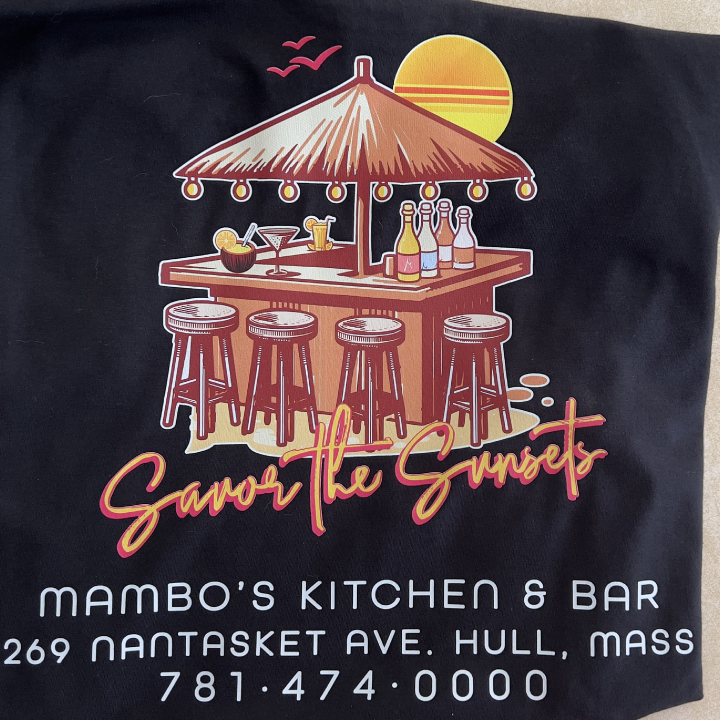 Savor the Sunsets
MAMBO'S KITCHEN & BAR
269 NANTASKET AVE. HULL, MASS
781·474·0000